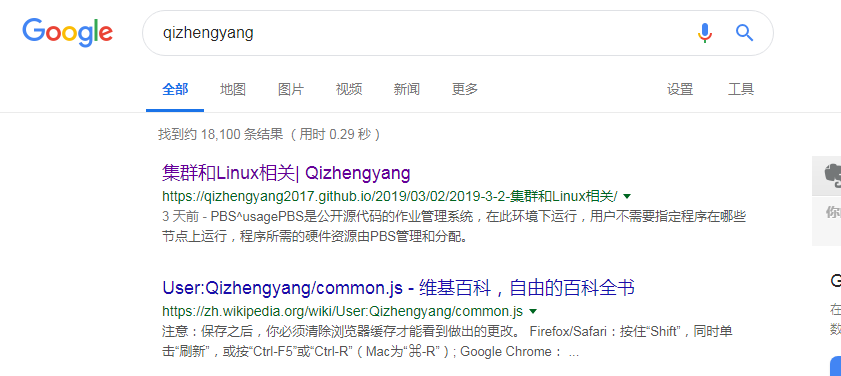 Google
qizhengyang
全部 地图 图片 视频 新闻 更多 设置 工具
找到约 18,100 条结果 （用时 0.29 秒）
集群和Linux相关| Qizhengyang
https://qizhengyang2017.github.io/2019/03/02/2019-3-2-集群和Linux相关/
3 天前 - PBS^usagePBS是公开源代码的作业管理系统，在此环境下运行，用户不需要指定程序在哪些
节点上运行，程序所需的硬件资源由PBS管理和分配。
你
User:Qizhengyang/common.js - 维基百科，自由的百科全书
G
https://zh.wikipedia.org/wiki/User:Qizhengyang/common.js
在
注意：保存之后，你必须清除浏览器缓存才能看到做出的更改。 Firefox/Safari：按住“Shift”，同时单
数
击“刷新”，或按“Ctrl-F5”或“Ctrl-R”（Mac为“⌘-R”）; Google Chrome： ...